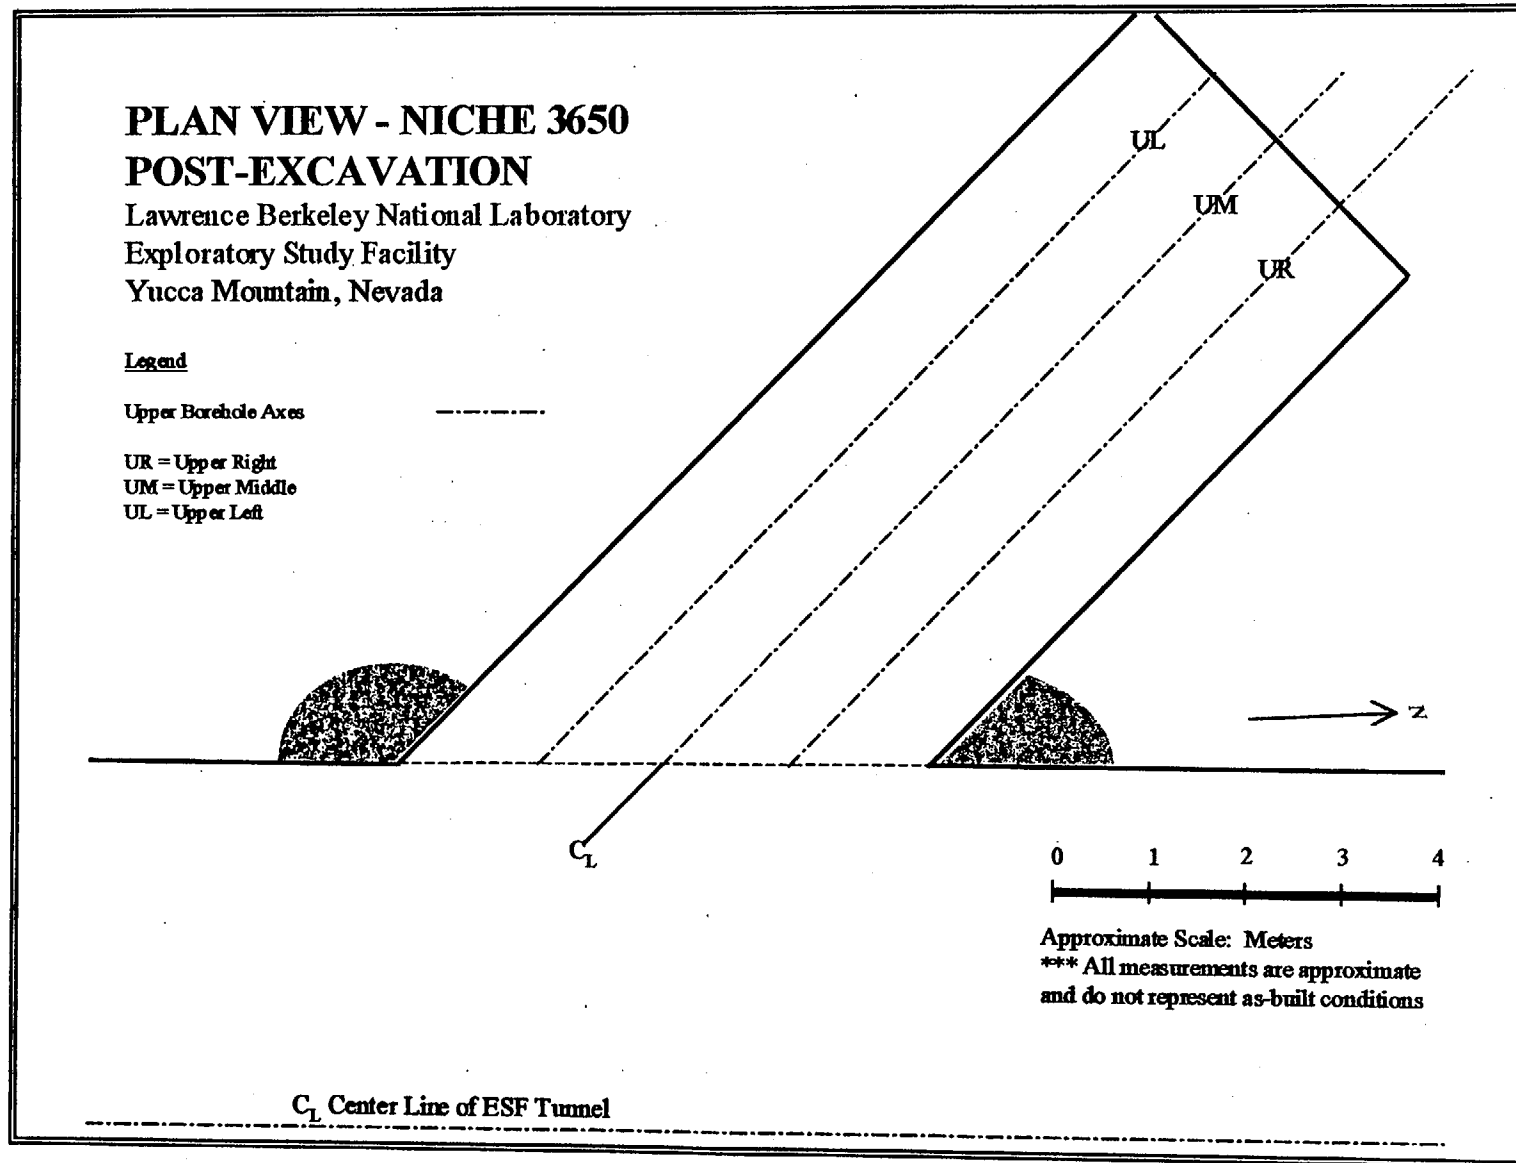 PLAN VIEW - NICHE 3650
POST-EXCAVATION
Lawrence Berkeley National Laboratory
Exploratory Study Facility
Yucca Mountain, Nevada
Legend
Upper Borehole Axes
UR = Upper Right
UM = Upper Middle
UL = Upper Left
UL
UM
UR
N
CL
0 1 2 3 4
Approximate Scale: Meters
*** All measurements are approximate
and do not represent as-built conditions
CL Center Line of ESF Tunnel